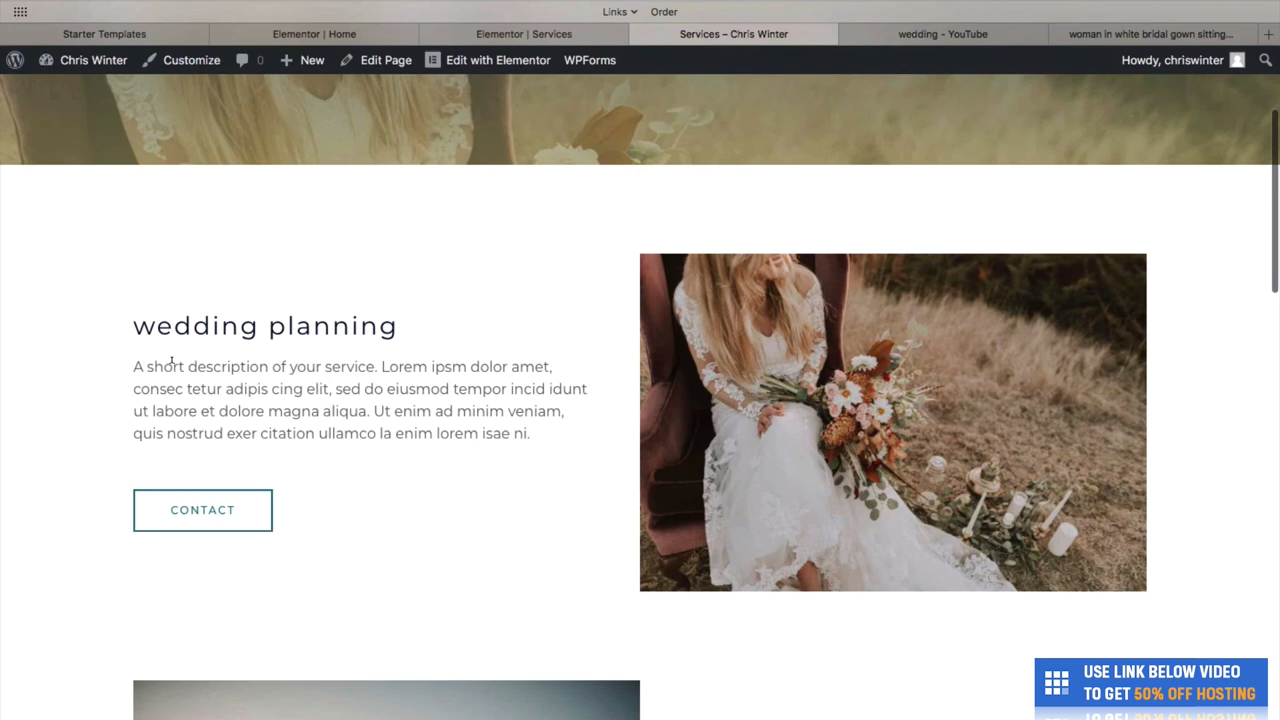 Links Order
Starter Templates Elementor | Home Elementor | Services Services – Chris Winter wedding - YouTube woman in white bridal gown sitting...
Chris Winter Customize 0 New Edit Page Edit with Elementor WPForms Howdy, chriswinter
wedding planning
A short description of your service. Lorem ipsm dolor amet,
consec tetur adipis cing elit, sed do eiusmod tempor incid idunt
ut labore et dolore magna aliqua. Ut enim ad minim veniam,
quis nostrud exer citation ullamco la enim lorem isae ni.
CONTACT
USE LINK BELOW VIDEO
TO GET 50% OFF HOSTING